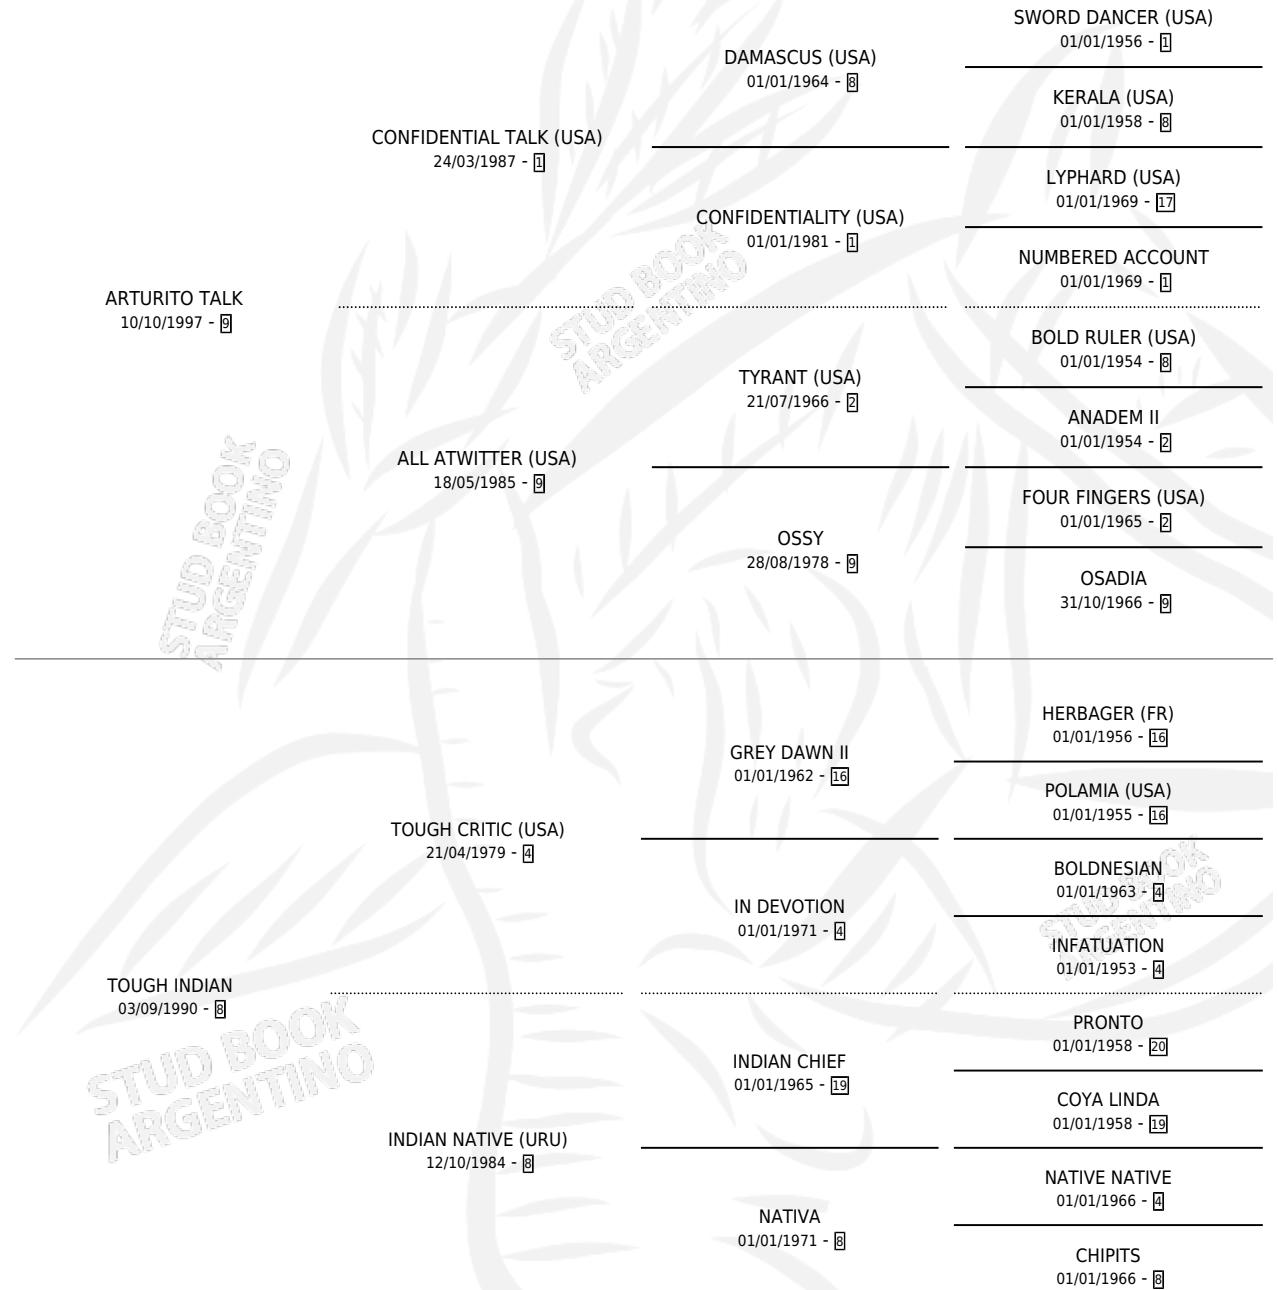 SWORD DANCER (USA)
01/01/1956 - 1
DAMASCUS (USA)
01/01/1964 - 8
KERALA (USA)
01/01/1958 - 8
CONFIDENTIAL TALK (USA)
24/03/1987 - 1
LYPHARD (USA)
01/01/1969 - 17
CONFIDENTIALITY (USA)
01/01/1981 - 1
NUMBERED ACCOUNT
01/01/1969 - 1
ARTURITO TALK
10/10/1997 - 9
BOLD RULER (USA)
01/01/1954 - 8
TYRANT (USA)
21/07/1966 - 2
ANADEM II
01/01/1954 - 2
ALL ATWITTER (USA)
18/05/1985 - 9
FOUR FINGERS (USA)
01/01/1965 - 2
OSSY
28/08/1978 - 9
OSADIA
31/10/1966 - 9
HERBAGER (FR)
01/01/1956 - 16
GREY DAWN II
01/01/1962 - 16
POLAMIA (USA)
01/01/1955 - 16
TOUGH CRITIC (USA)
21/04/1979 - 4
BOLDNESIAN
01/01/1963 - 4
IN DEVOTION
01/01/1971 - 4
INFATUATION
01/01/1953 - 4
TOUGH INDIAN
03/09/1990 - 8
PRONTO
01/01/1958 - 20
INDIAN CHIEF
01/01/1965 - 19
COYA LINDA
01/01/1958 - 19
INDIAN NATIVE (URU)
12/10/1984 - 8
NATIVE NATIVE
01/01/1966 - 4
NATIVA
01/01/1971 - 8
CHIPITS
01/01/1966 - 8
STUD BOOK
ARGENTINO
STUD BOOK
ARGENTINO
STUD BOOK
ARGENTINO
STUD BOOK
ARGENTINO